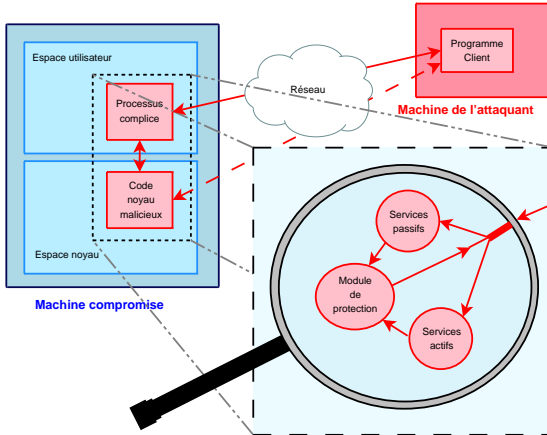 Espace utilisateur
Processus
complice
Code
noyau
malicieux
Espace noyau
Machine compromise
Réseau
Programme
Client
Machine de l'attaquant
Services
passifs
Module
de
protection
Services
actifs